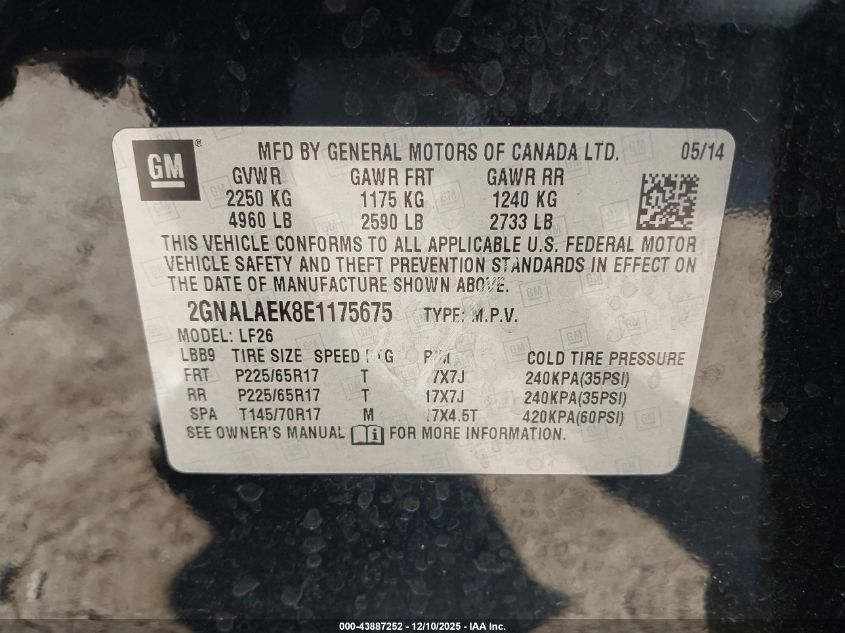 GM ® MFD BY GENERAL MOTORS OF CANADA LTD. 05/14
GVWR GAWR FRT GAWR RR
2250 KG 1175 KG 1240 KG
4960 LB 2590 LB 2733 LB
THIS VEHICLE CONFORMS TO ALL APPLICABLE U.S. FEDERAL MOTOR
VEHICLE SAFETY AND THEFT PREVENTION STANDARDS IN EFFECT ON
THE DATE OF MANUFACTURE SHOWN ABOVE.
2GNALAEK8E1175675 TYPE: M.P.V.
MODEL: LF26
LBB9 TIRE SIZE SPEED COLD TIRE PRESSURE
FRT P225/65R17 T 7X7J 240KPA(35PSI)
RR P225/65R17 T 17X7J 240KPA(35PSI)
SPA T145/70R17 M 17X4.5T 420KPA(60PSI)
SEE OWNER'S MANUAL FOR MORE INFORMATION.
000-43887252 - 12/10/2025 - IAA Inc.